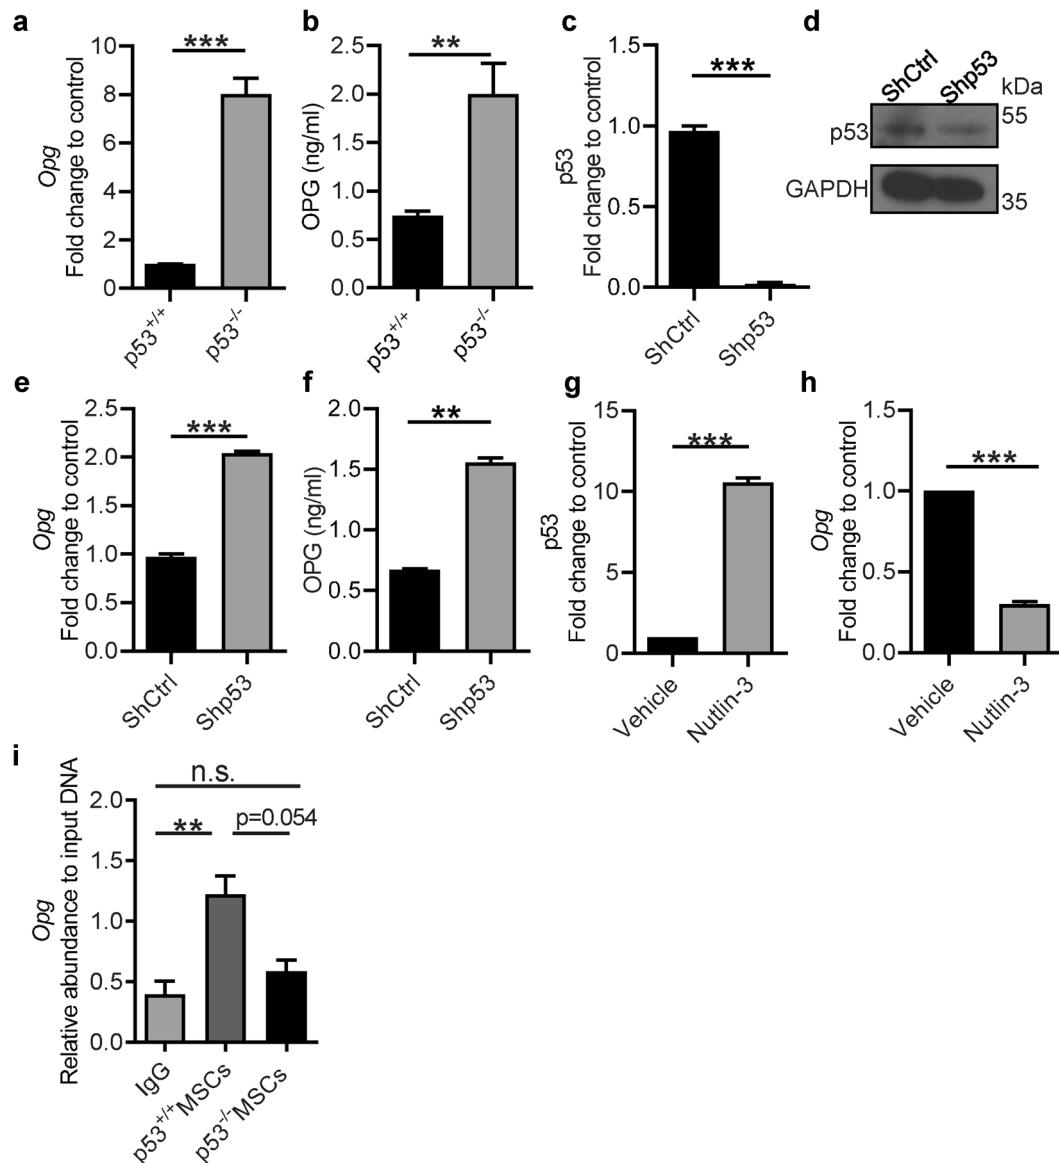 a
Opg
Fold change to control
10
8
6
4
2
0
***
p53+/+
p53-/-
b
OPG (ng/ml)
2.5
2.0
1.5
1.0
0.5
0.0
**
p53+/+
p53-/-
c
p53
Fold change to control
1.5
1.0
0.5
0.0
***
ShCtrl
Shp53
d
ShCtrl
Shp53
kDa
p53
55
GAPDH
35
e
Opg
Fold change to control
2.5
2.0
1.5
1.0
0.5
0.0
***
ShCtrl
Shp53
f
OPG (ng/ml)
2.0
1.5
1.0
0.5
0.0
**
ShCtrl
Shp53
g
p53
Fold change to control
15
10
5
0
***
Vehicle
Nutlin-3
h
Opg
Fold change to control
1.5
1.0
0.5
0.0
***
Vehicle
Nutlin-3
i
Opg
Relative abundance to input DNA
2.0
1.5
1.0
0.5
0.0
n.s.
**
p=0.054
IgG
p53+/+MSCs
p53-/-MSCs